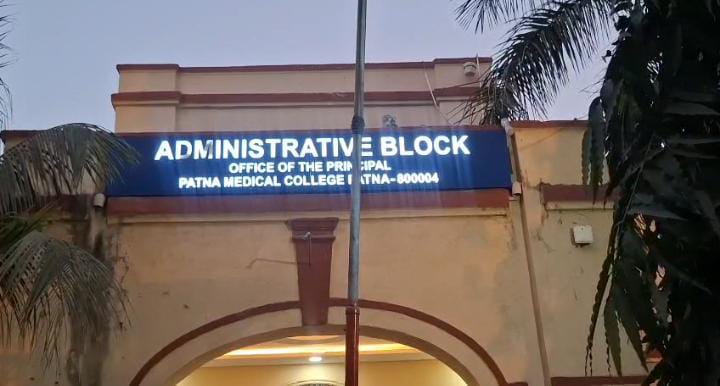 ADMINISTRATIVE BLOCK
OFFICE OF THE PRINCIPAL
PATNA MEDICAL COLLEGE PATNA-800004